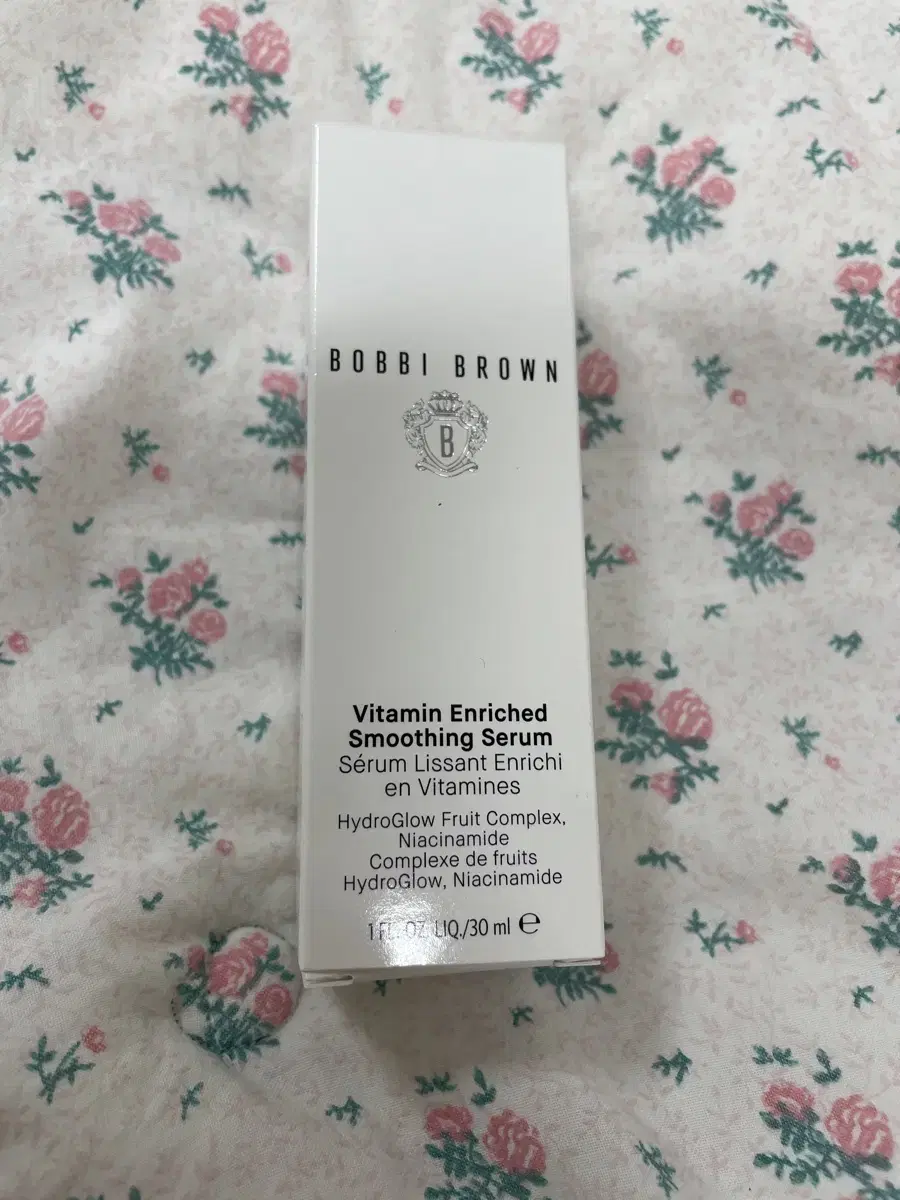 BOBBI BROWN
B
Vitamin Enriched
Smoothing Serum
Sérum Lissant Enrichi
en Vitamines
HydroGlow Fruit Complex,
Niacinamide
Complexe de fruits
HydroGlow, Niacinamide
1 FL. OZ. LIQ./30 ml ℮